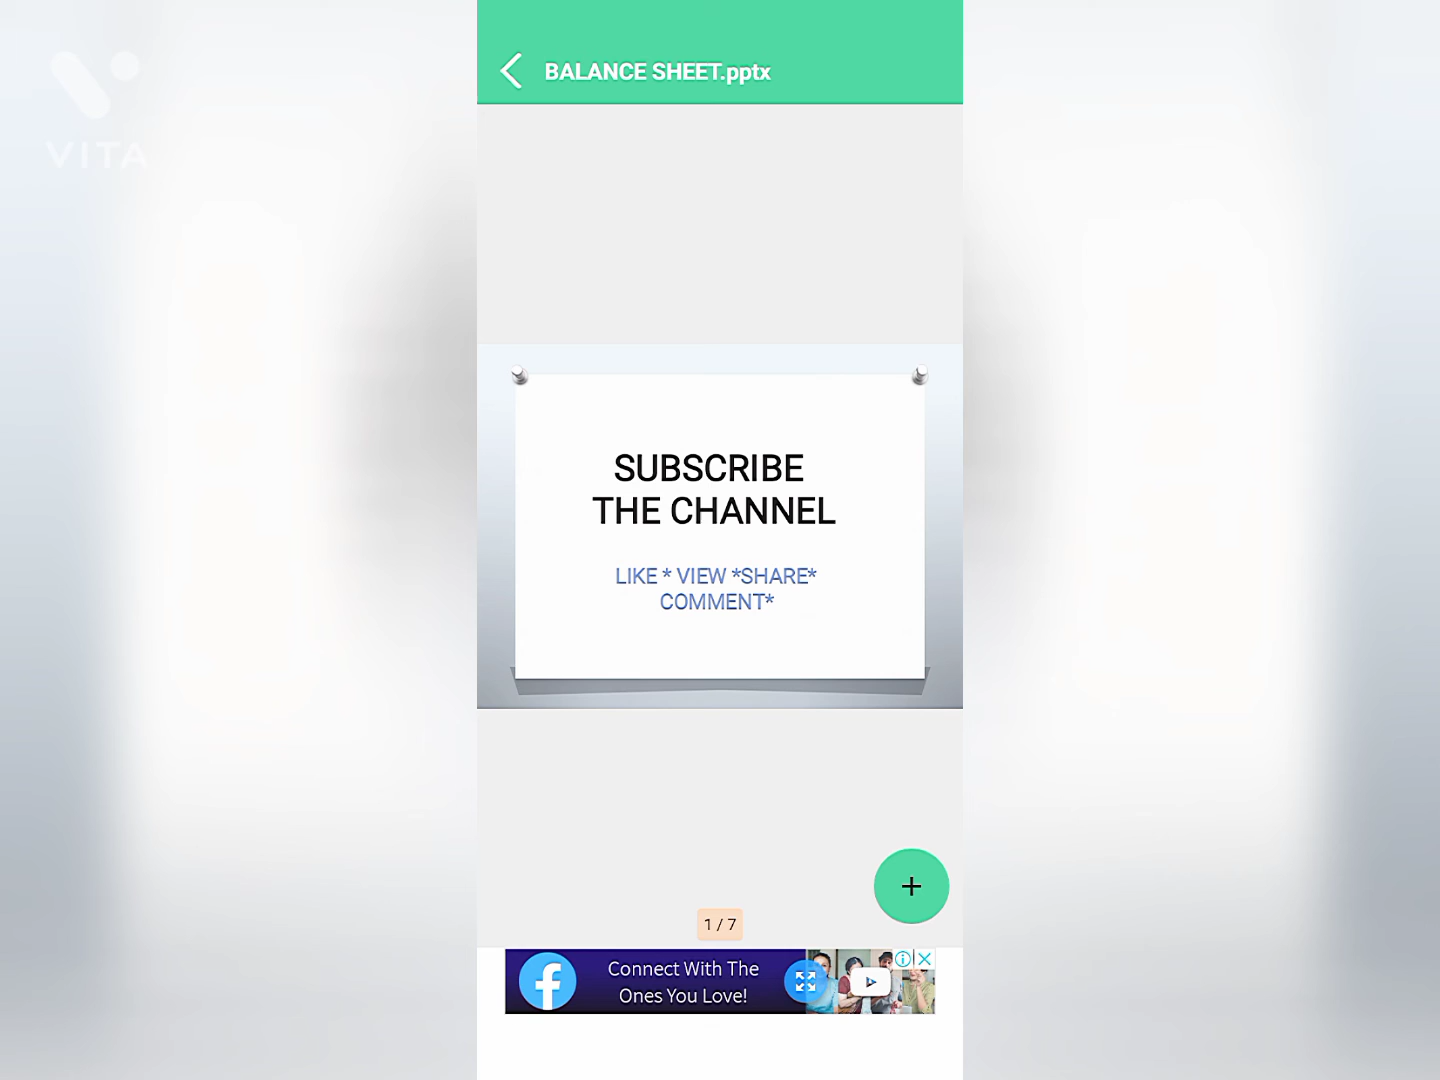 VITA
BALANCE SHEET.pptx
SUBSCRIBE
THE CHANNEL
LIKE * VIEW *SHARE*
COMMENT*
1 / 7
Connect With The
Ones You Love!